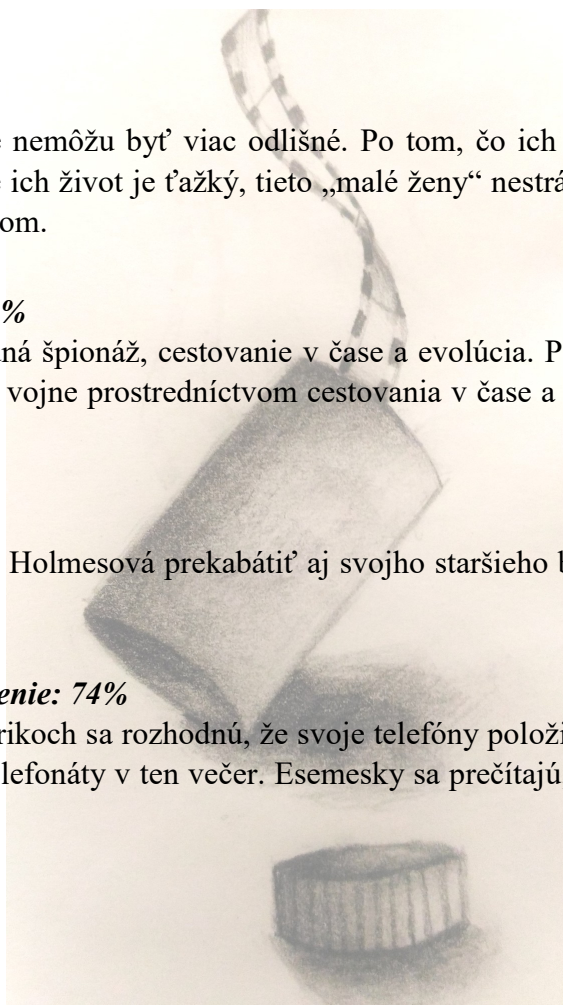 nemôžu byť viac odlišné. Po tom, čo ich
ich život je ťažký, tieto „malé ženy“ nestrá
om.
%
ná špionáž, cestovanie v čase a evolúcia. P
vojne prostredníctvom cestovania v čase a
Holmesová prekabátiť aj svojho staršieho b
enie: 74%
rikoch sa rozhodnú, že svoje telefóny položi
lefonáty v ten večer. Esemesky sa prečítajú